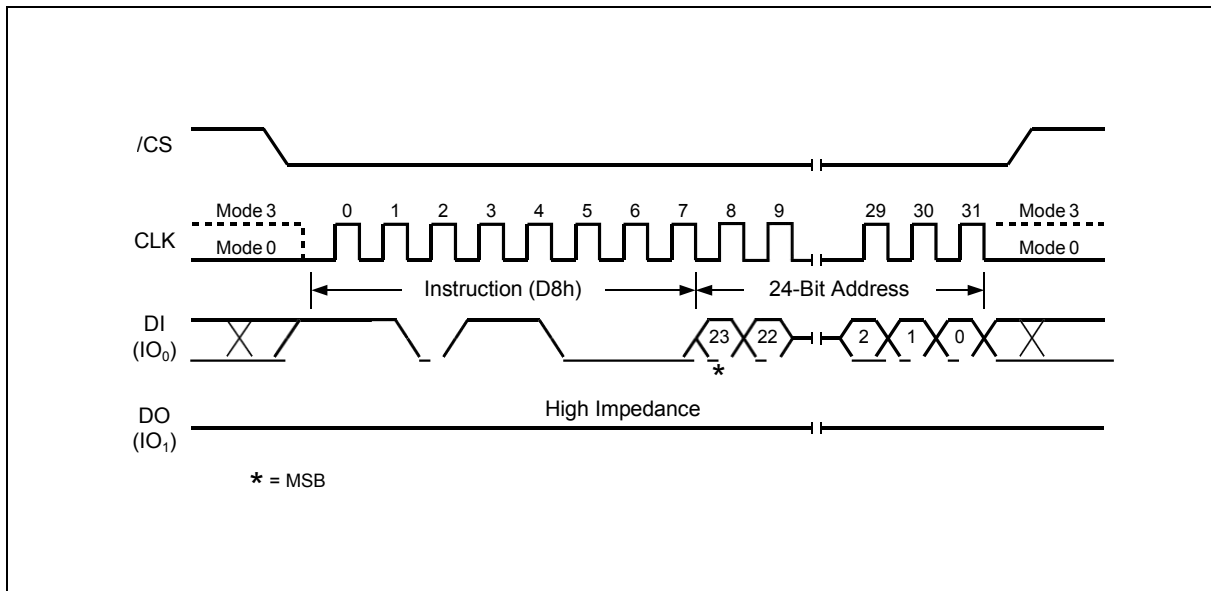 /CS
Mode 3 0 1 2 3 4 5 6 7 8 9 29 30 31 Mode 3
CLK
Mode 0 Mode 0
Instruction (D8h) 24-Bit Address
DI
(IO₀)
23 22 2 1 0
*
High Impedance
DO
(IO₁)
* = MSB